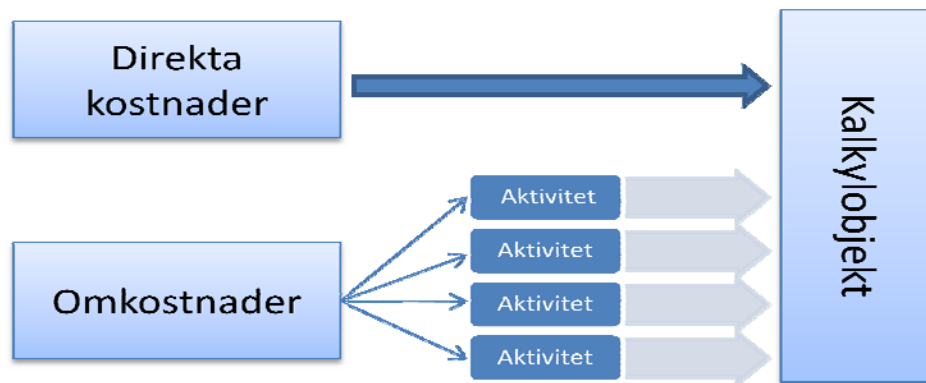 Direkta
kostnader
Kalkylobjekt
Aktivitet
Aktivitet
Omkostnader
Aktivitet
Aktivitet